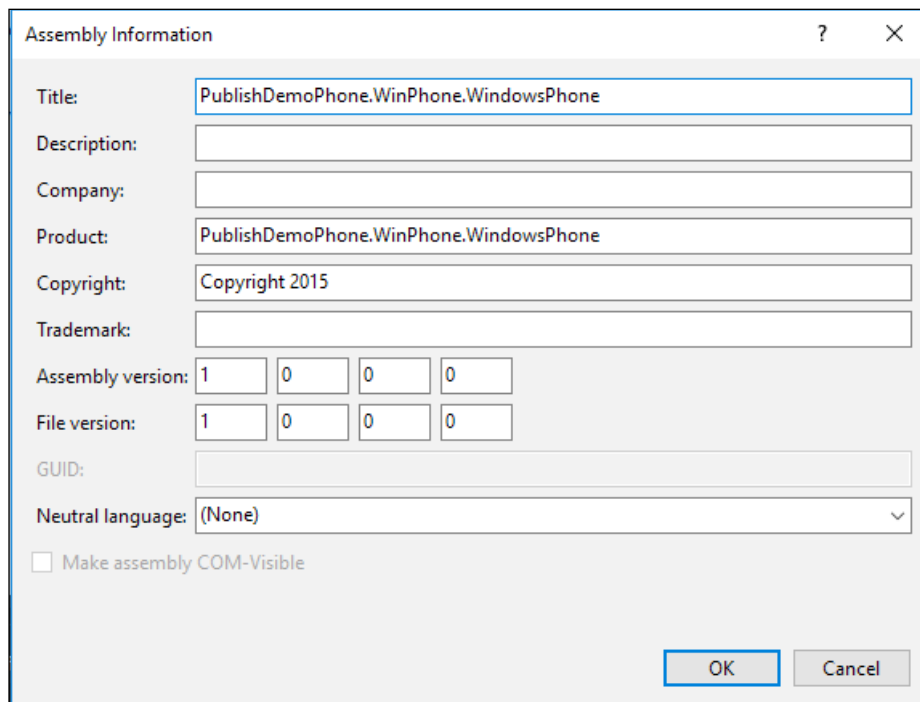 Assembly Information ?
Title: PublishDemoPhone.WinPhone.WindowsPhone
Description:
Company:
Product: PublishDemoPhone.WinPhone.WindowsPhone
Copyright: Copyright 2015
Trademark:
Assembly version: 1 0 0 0
File version: 1 0 0 0
GUID:
Neutral language: (None)
Make assembly COM-Visible
OK Cancel